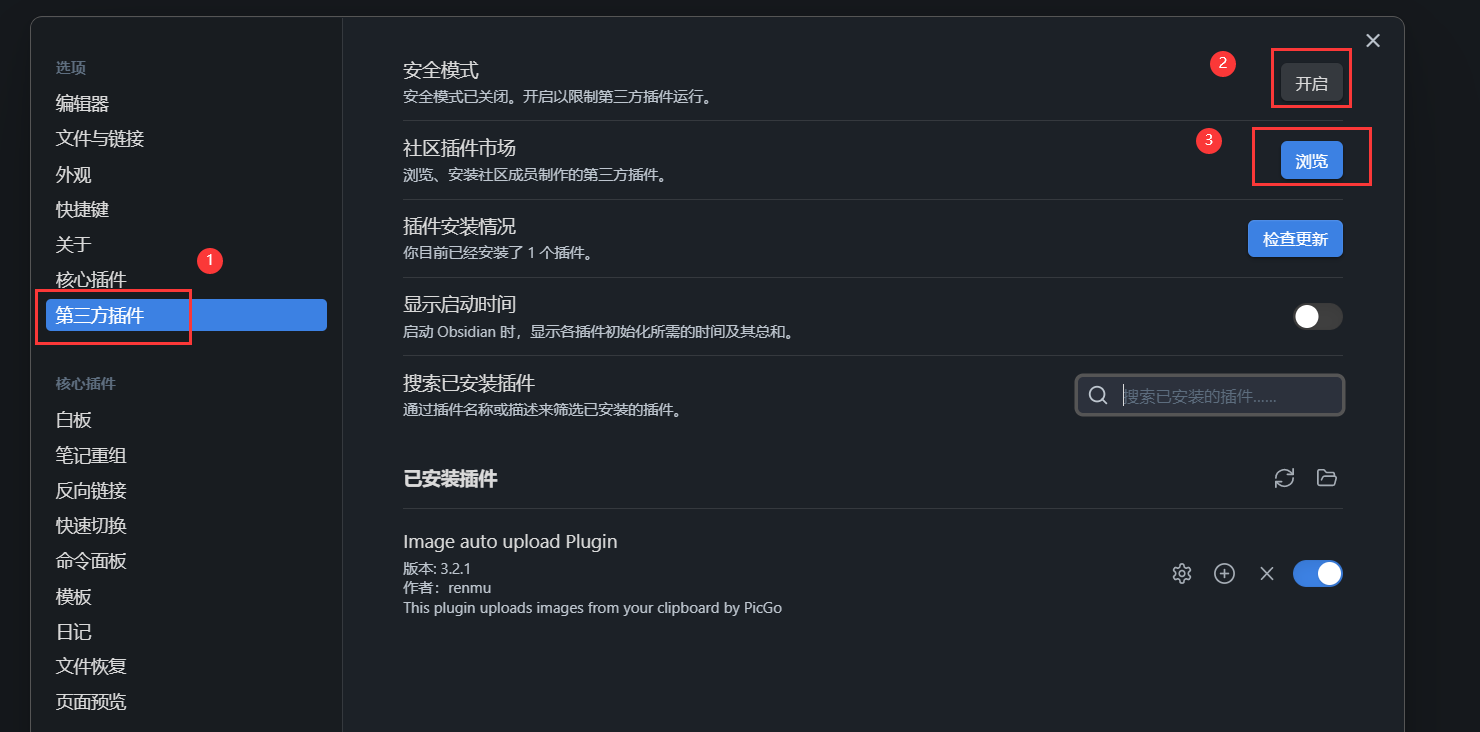 选项
编辑器
文件与链接
外观
快捷键
关于
核心插件
1
第三方插件
核心插件
白板
笔记重组
反向链接
快速切换
命令面板
模板
日记
文件恢复
页面预览
安全模式
安全模式已关闭。开启以限制第三方插件运行。
2
开启
社区插件市场
浏览、安装社区成员制作的第三方插件。
3
浏览
插件安装情况
你目前已经安装了 1 个插件。
检查更新
显示启动时间
启动 Obsidian 时，显示各插件初始化所需的时间及其总和。
搜索已安装插件
通过插件名称或描述来筛选已安装的插件。
搜索已安装的插件......
已安装插件
Image auto upload Plugin
版本: 3.2.1
作者：renmu
This plugin uploads images from your clipboard by PicGo